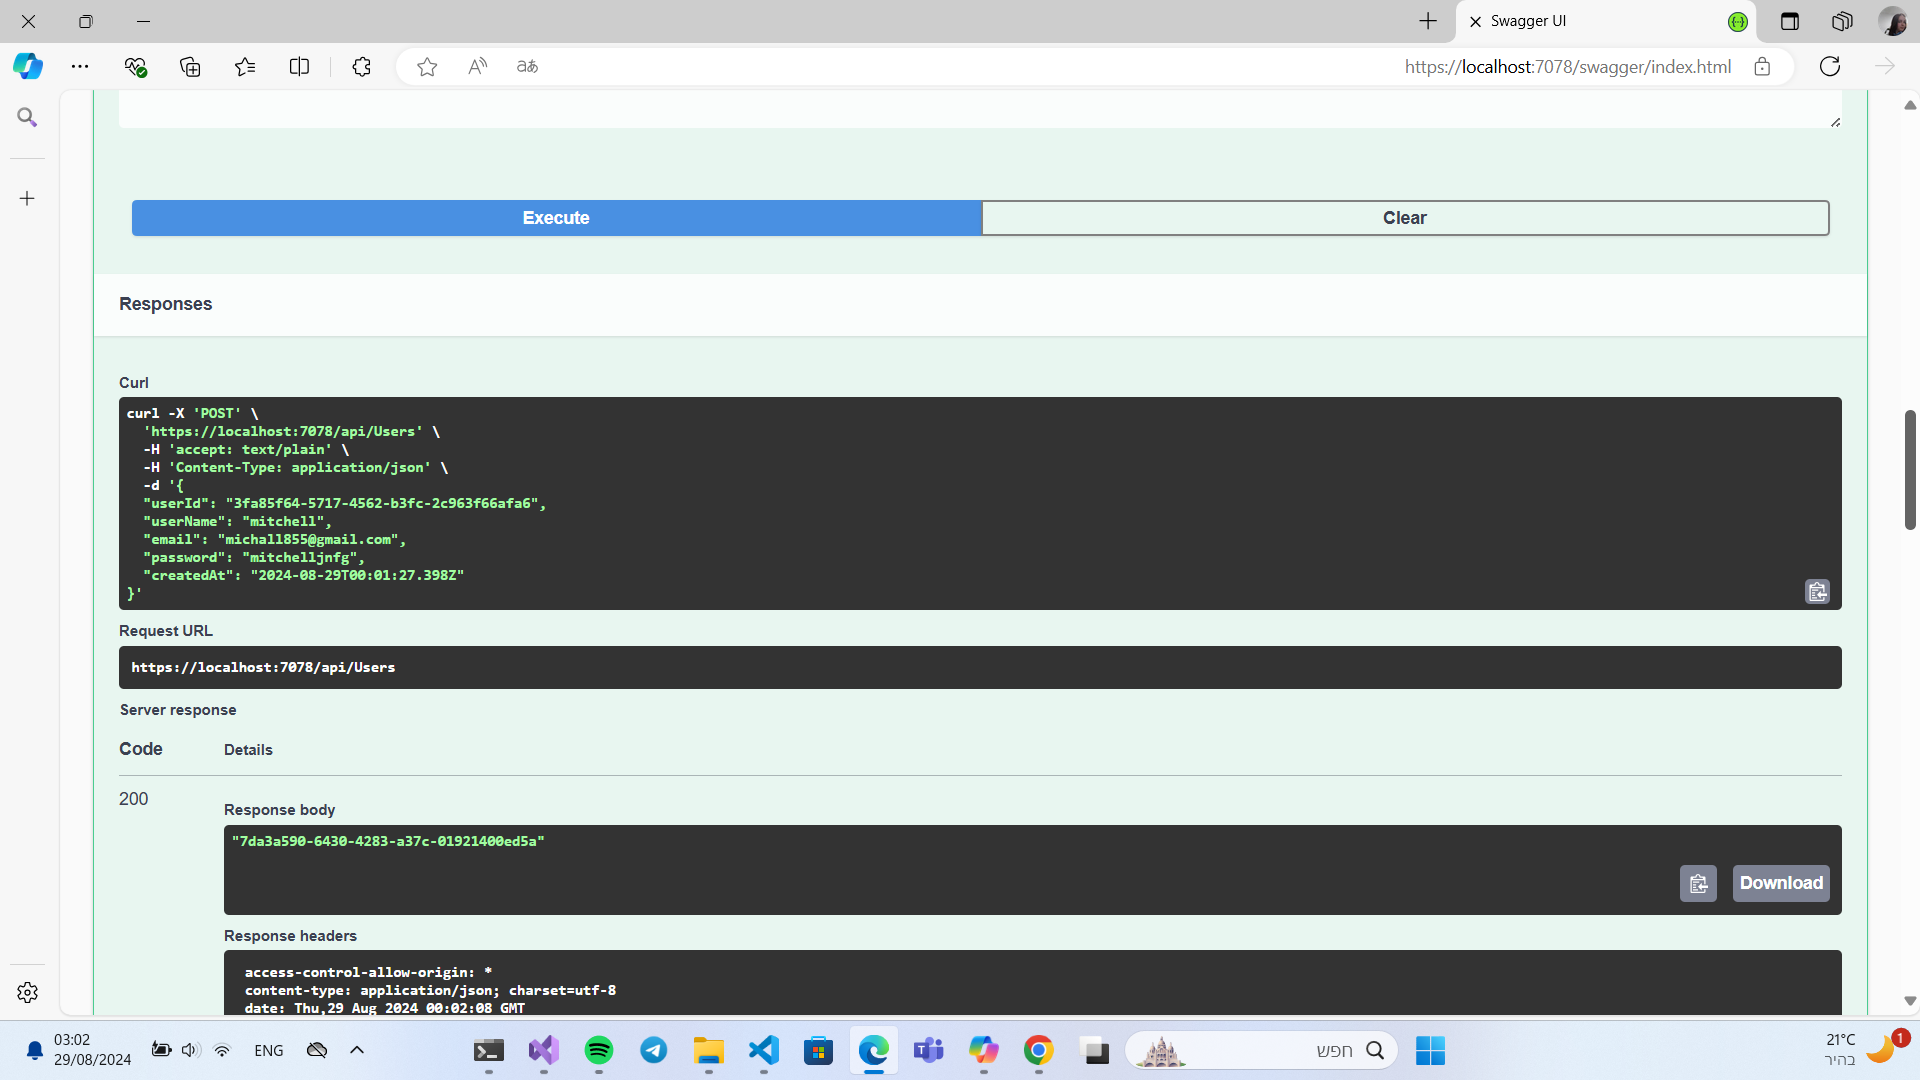 Swagger UI
https://localhost:7078/swagger/index.html
Execute
Clear
Responses
Curl
curl -X 'POST' \
'https://localhost:7078/api/Users' \
-H 'accept: text/plain' \
-H 'Content-Type: application/json' \
-d '{
"userId": "3fa85f64-5717-4562-b3fc-2c963f66afa6",
"userName": "mitchell",
"email": "michall855@gmail.com",
"password": "mitchelljnfg",
"createdAt": "2024-08-29T00:01:27.398Z"
}'
Request URL
https://localhost:7078/api/Users
Server response
Code
Details
200
Response body
"7da3a590-6430-4283-a37c-01921400ed5a"
Download
Response headers
access-control-allow-origin: *
content-type: application/json; charset=utf-8
date: Thu,29 Aug 2024 00:02:08 GMT
03:02
29/08/2024
ENG
חפש
21°C
בהיר
1